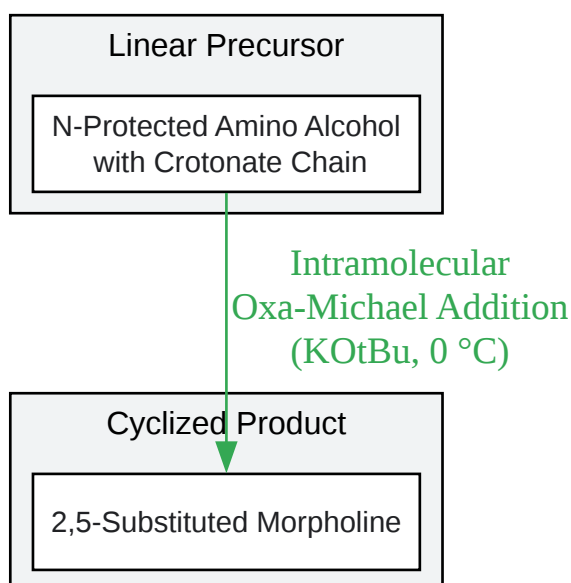 Linear Precursor
N-Protected Amino Alcohol
with Crotonate Chain
Intramolecular
Oxa-Michael Addition
(KOtBu, 0 °C)
Cyclized Product
2,5-Substituted Morpholine